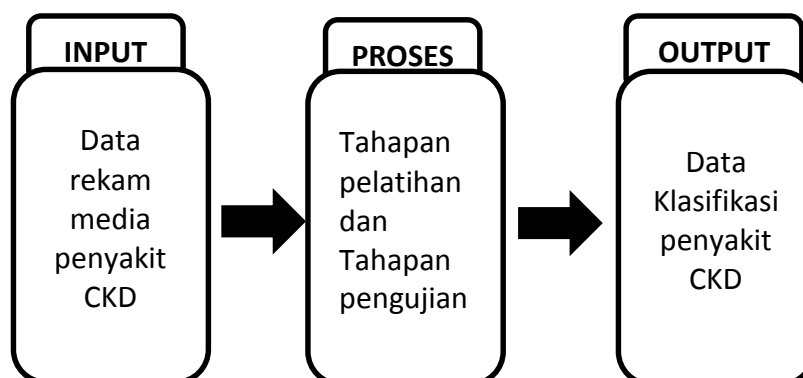 INPUT
Data
rekam
media
penyakit
CKD
PROSES
Tahapan
pelatihan
dan
Tahapan
pengujian
OUTPUT
Data
Klasifikasi
penyakit
CKD